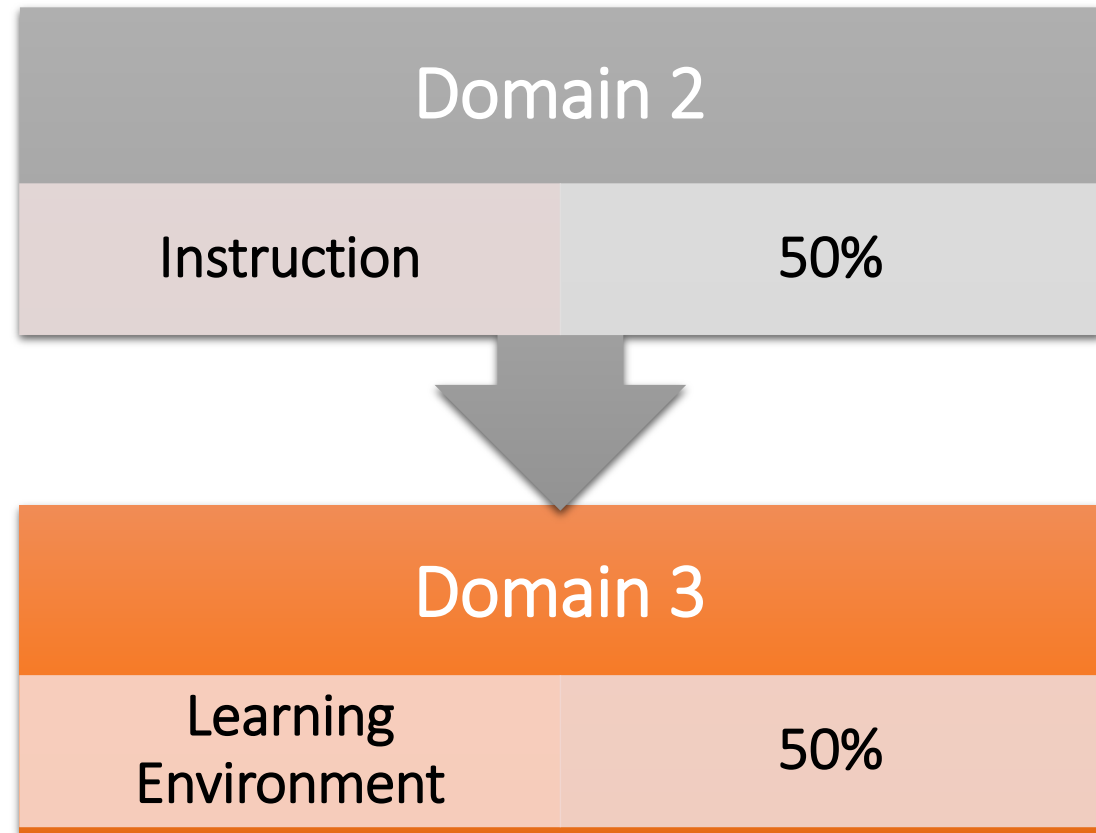 Domain 2
Instruction
50%
Domain 3
Learning
Environment
50%